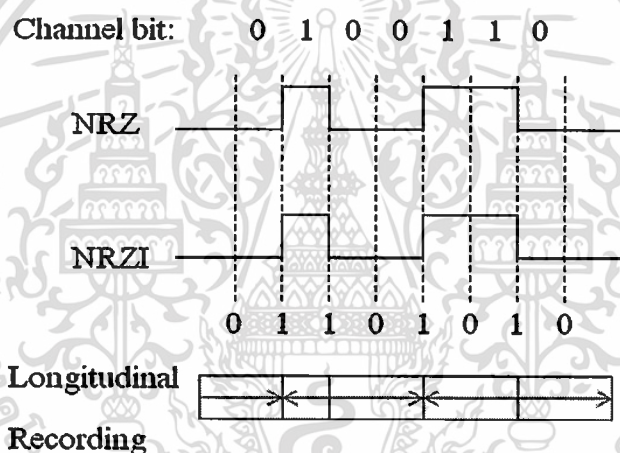 Channel bit: 0 1 0 0 1 1 0
NRZ
NRZI
0 1 1 0 1 0 1 0
Longitudinal
Recording